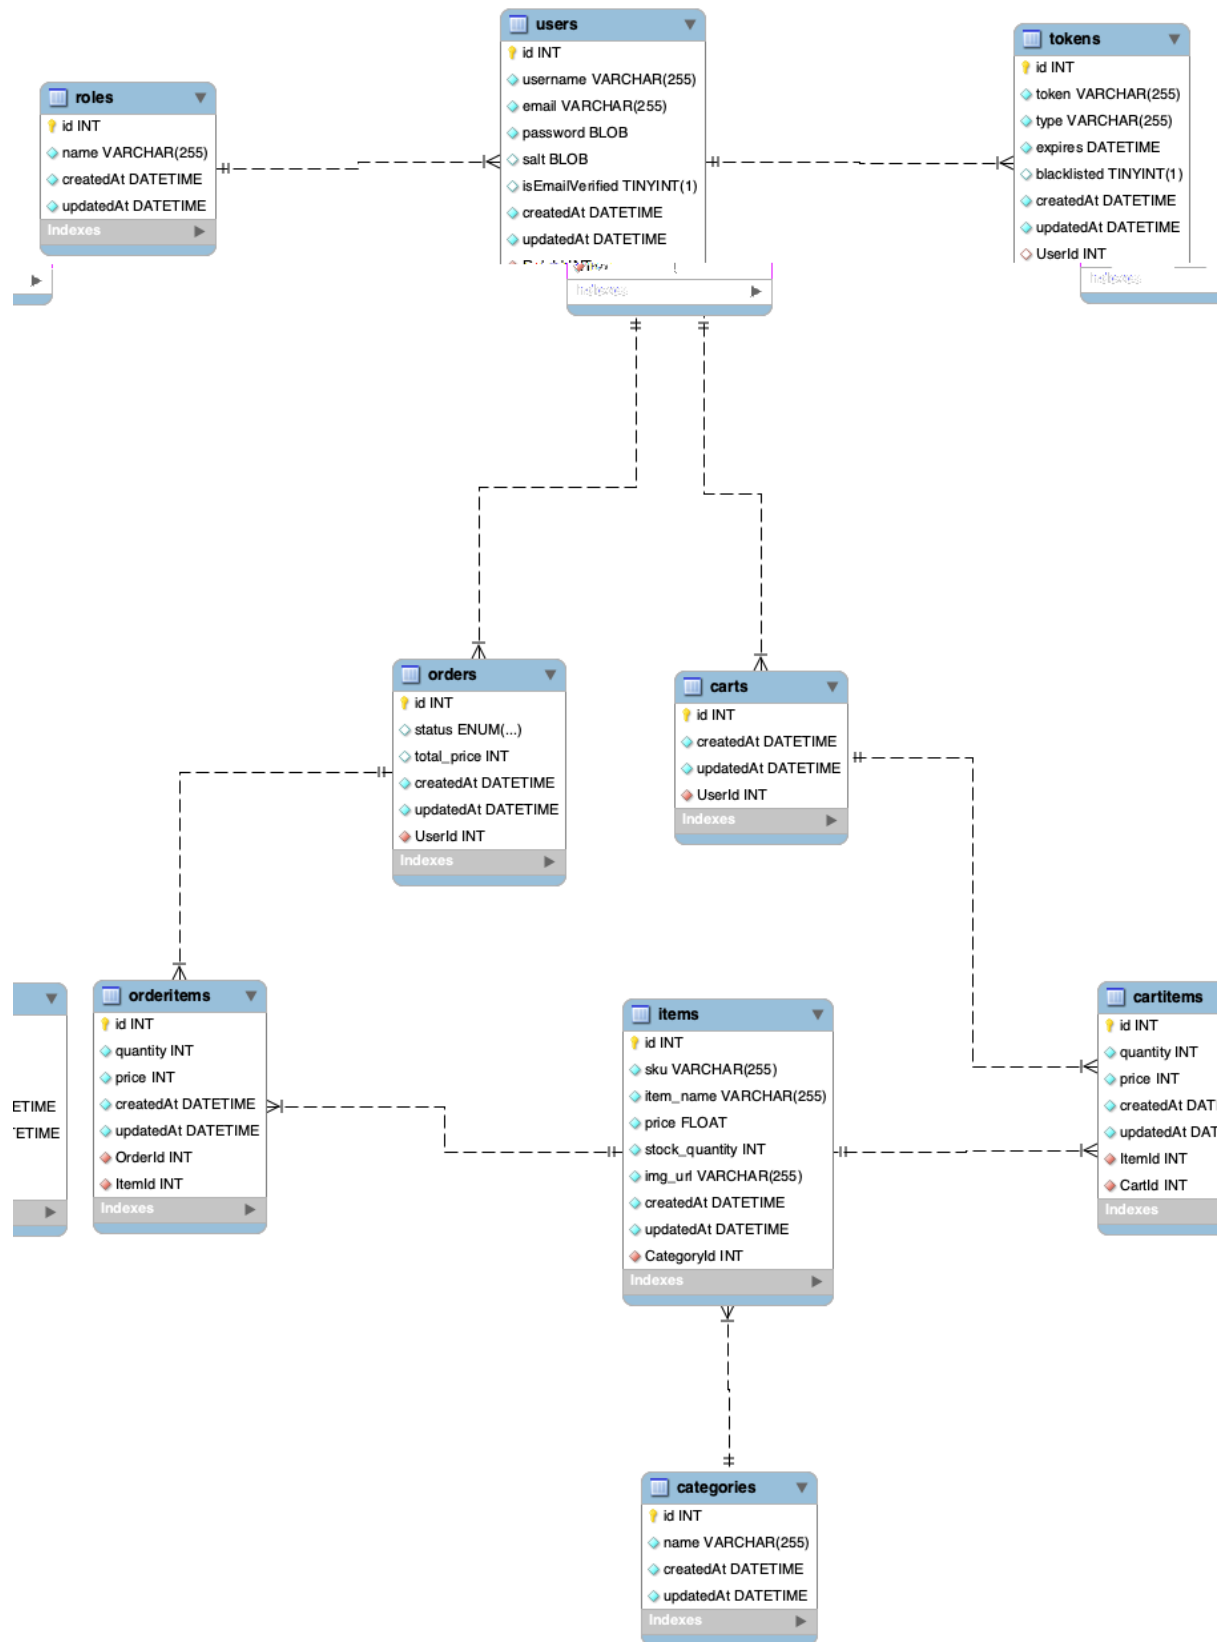 users
id INT
username VARCHAR(255)
email VARCHAR(255)
password BLOB
salt BLOB
isEmailVerified TINYINT(1)
createdAt DATETIME
updatedAt DATETIME
tokens
id INT
token VARCHAR(255)
type VARCHAR(255)
expires DATETIME
blacklisted TINYINT(1)
createdAt DATETIME
updatedAt DATETIME
UserId INT
roles
id INT
name VARCHAR(255)
createdAt DATETIME
updatedAt DATETIME
Indexes
orders
id INT
status ENUM(...)
total_price INT
createdAt DATETIME
updatedAt DATETIME
UserId INT
Indexes
carts
id INT
createdAt DATETIME
updatedAt DATETIME
UserId INT
Indexes
ETIME
ETIME
orderitems
id INT
quantity INT
price INT
createdAt DATETIME
updatedAt DATETIME
OrderId INT
ItemId INT
Indexes
items
id INT
sku VARCHAR(255)
item_name VARCHAR(255)
price FLOAT
stock_quantity INT
img_url VARCHAR(255)
createdAt DATETIME
updatedAt DATETIME
CategoryId INT
Indexes
cartitems
id INT
quantity INT
price INT
createdAt DAT
updatedAt DAT
ItemId INT
CartId INT
Indexes
categories
id INT
name VARCHAR(255)
createdAt DATETIME
updatedAt DATETIME
Indexes